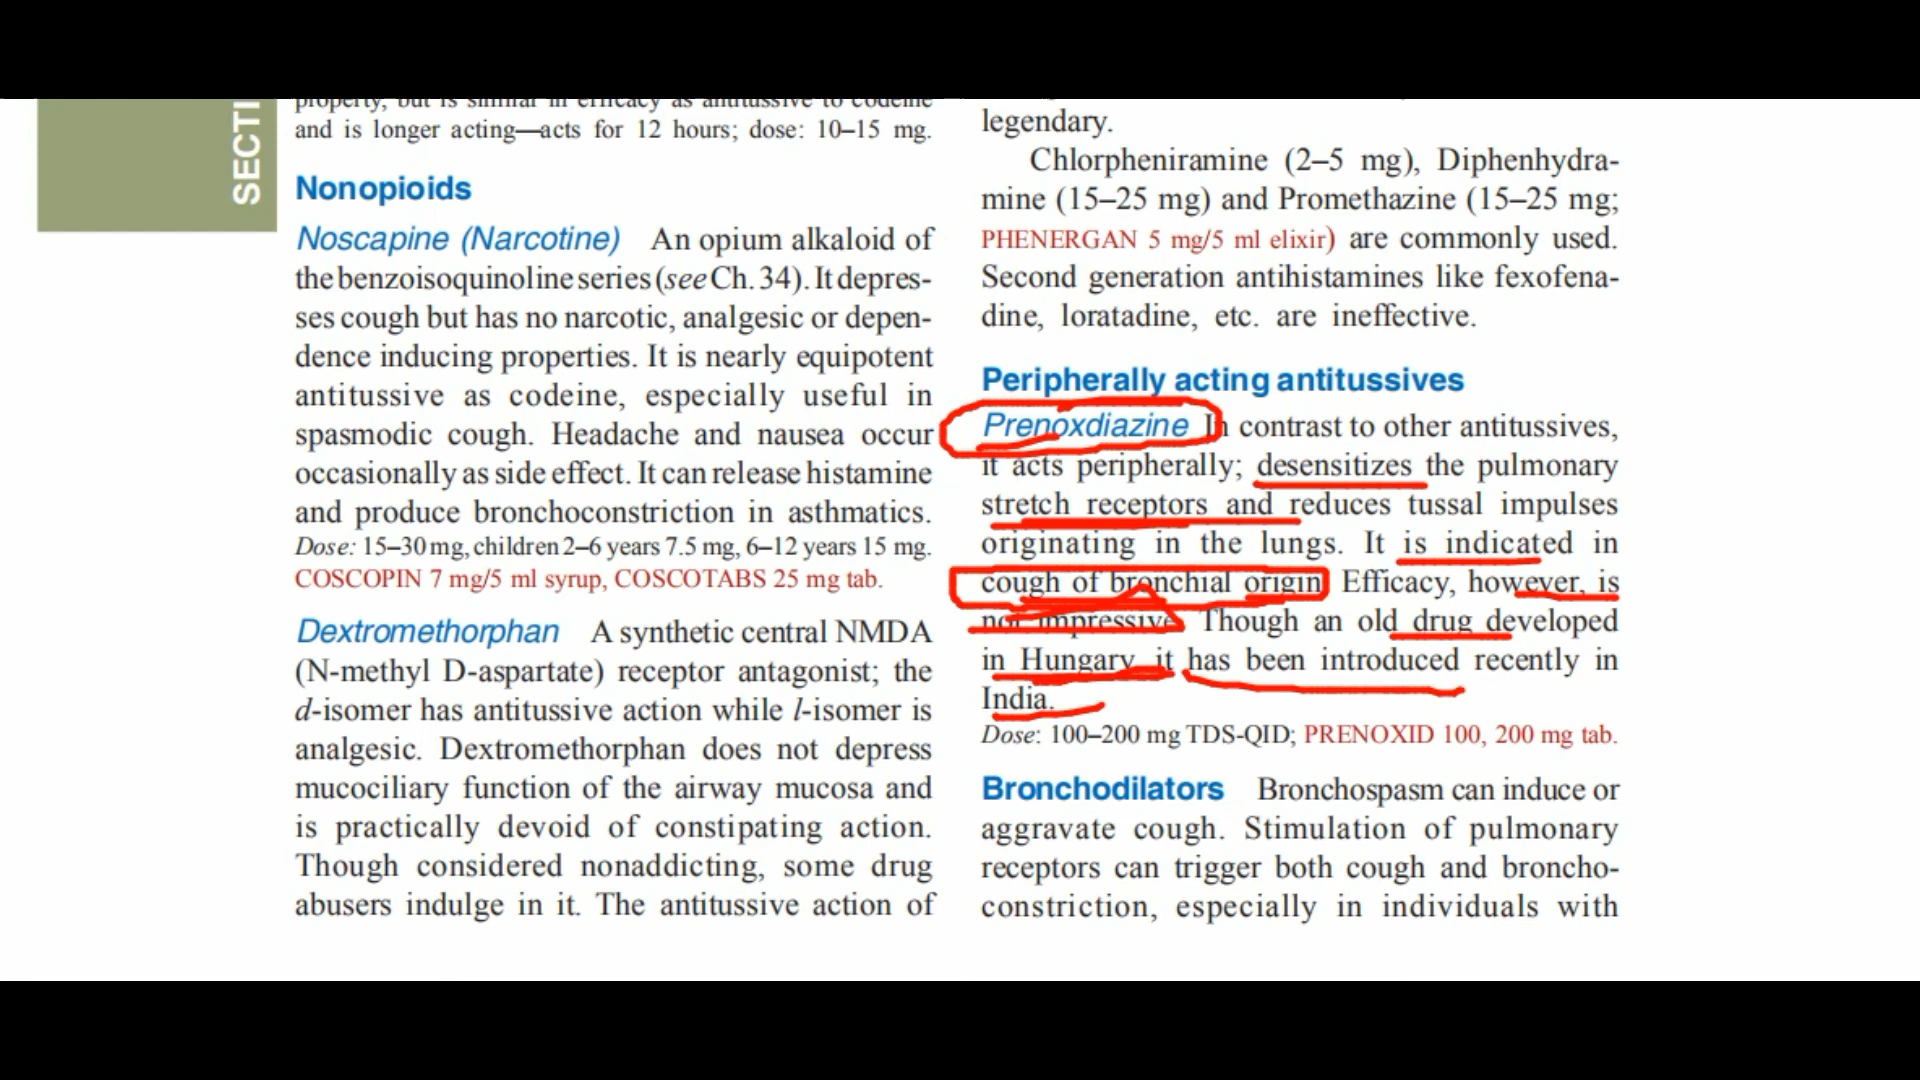 SECTI
property, but is similar in efficacy as antitussive to codeine
and is longer acting—acts for 12 hours; dose: 10–15 mg.
Nonopioids
Noscapine (Narcotine) An opium alkaloid of
the benzoisoquinoline series (see Ch. 34). It depres-
ses cough but has no narcotic, analgesic or depen-
dence inducing properties. It is nearly equipotent
antitussive as codeine, especially useful in
spasmodic cough. Headache and nausea occur
occasionally as side effect. It can release histamine
and produce bronchoconstriction in asthmatics.
Dose: 15–30 mg, children 2–6 years 7.5 mg, 6–12 years 15 mg.
COSCOPIN 7 mg/5 ml syrup, COSCOTABS 25 mg tab.
Dextromethorphan A synthetic central NMDA
(N-methyl D-aspartate) receptor antagonist; the
d-isomer has antitussive action while l-isomer is
analgesic. Dextromethorphan does not depress
mucociliary function of the airway mucosa and
is practically devoid of constipating action.
Though considered nonaddicting, some drug
abusers indulge in it. The antitussive action of
legendary.
Chlorpheniramine (2–5 mg), Diphenhydra-
mine (15–25 mg) and Promethazine (15–25 mg;
PHENERGAN 5 mg/5 ml elixir) are commonly used.
Second generation antihistamines like fexofena-
dine, loratadine, etc. are ineffective.
Peripherally acting antitussives
Prenoxdiazine In contrast to other antitussives,
it acts peripherally; desensitizes the pulmonary
stretch receptors and reduces tussal impulses
originating in the lungs. It is indicated in
cough of bronchial origin. Efficacy, however, is
not impressive. Though an old drug developed
in Hungary, it has been introduced recently in
India.
Dose: 100–200 mg TDS-QID; PRENOXID 100, 200 mg tab.
Bronchodilators Bronchospasm can induce or
aggravate cough. Stimulation of pulmonary
receptors can trigger both cough and broncho-
constriction, especially in individuals with